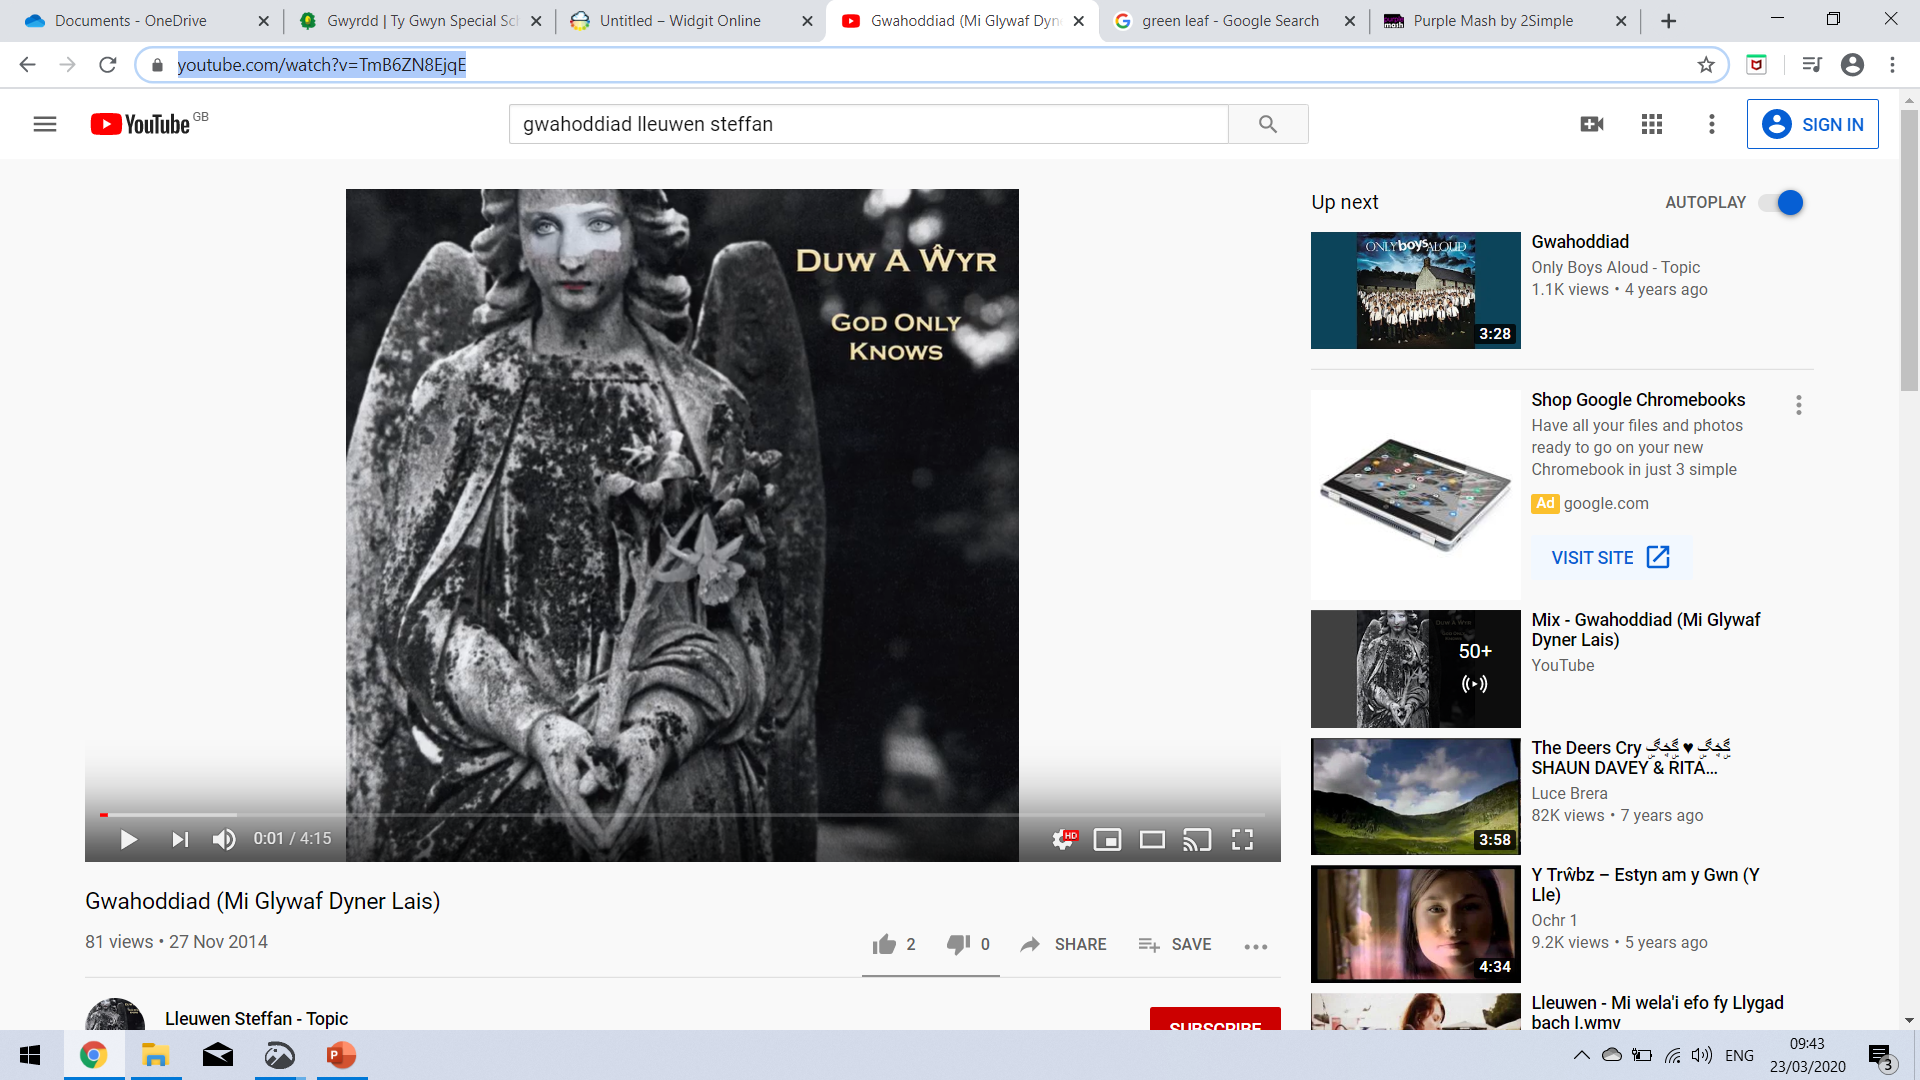 Documents - OneDrive
Gwyrdd | Ty Gwyn Special Sch
Untitled – Widgit Online
Gwahoddiad (Mi Glywaf Dyn
green leaf - Google Search
Purple Mash by 2Simple
youtube.com/watch?v=TmB6ZN8EjqE
YouTube GB
gwahoddiad lleuwen steffan
SIGN IN
DUW A ŴYR
GOD ONLY
KNOWS
0:01 / 4:15
HD
Gwahoddiad (Mi Glywaf Dyner Lais)
81 views • 27 Nov 2014
2
0
SHARE
SAVE
Lleuwen Steffan - Topic
SUBSCRIBE
Up next
AUTOPLAY
ONLY boys ALOUD
3:28
Gwahoddiad
Only Boys Aloud - Topic
1.1K views • 4 years ago
Shop Google Chromebooks
Have all your files and photos
ready to go on your new
Chromebook in just 3 simple
Ad google.com
VISIT SITE
50+
Mix - Gwahoddiad (Mi Glywaf
Dyner Lais)
YouTube
The Deers Cry ♥
SHAUN DAVEY & RITA...
Luce Brera
82K views • 7 years ago
3:58
Y Trŵbz – Estyn am y Gwn (Y
Lle)
Ochr 1
9.2K views • 5 years ago
4:34
Lleuwen - Mi wela'i efo fy Llygad
bach I.wmv
ENG
09:43
23/03/2020
3